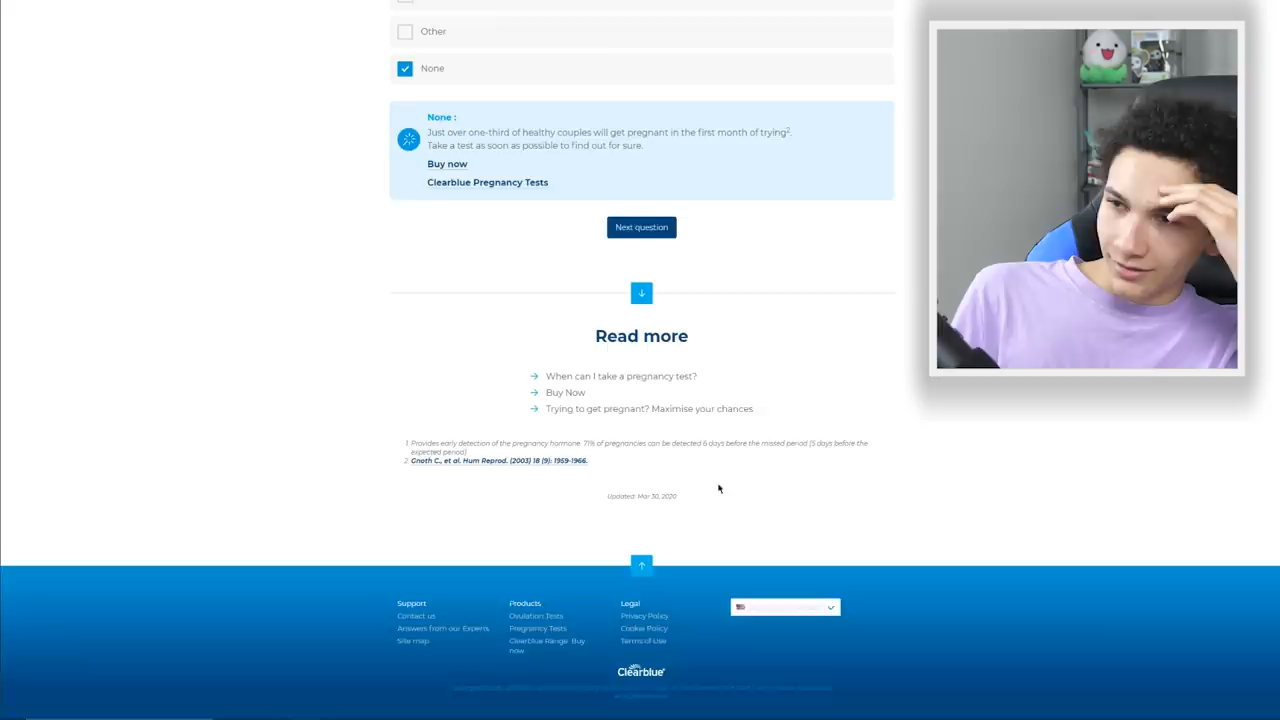 Other
None
None :
Just over one-third of healthy couples will get pregnant in the first month of trying².
Take a test as soon as possible to find out for sure.
Buy now
Clearblue Pregnancy Tests
Next question
Read more
When can I take a pregnancy test?
Buy Now
Trying to get pregnant? Maximise your chances
1. Provides early detection of the pregnancy hormone. 71% of pregnancies can be detected 6 days before the missed period (5 days before the
expected period)
2. Gnoth C., et al. Hum Reprod. (2003) 18 (9): 1959-1966.
Updated: Mar 30, 2020
Support
Contact us
Answers from our Experts
Site map
Products
Ovulation Tests
Pregnancy Tests
Clearblue Range: Buy
now
Legal
Privacy Policy
Cookie Policy
Terms of Use
Clearblue